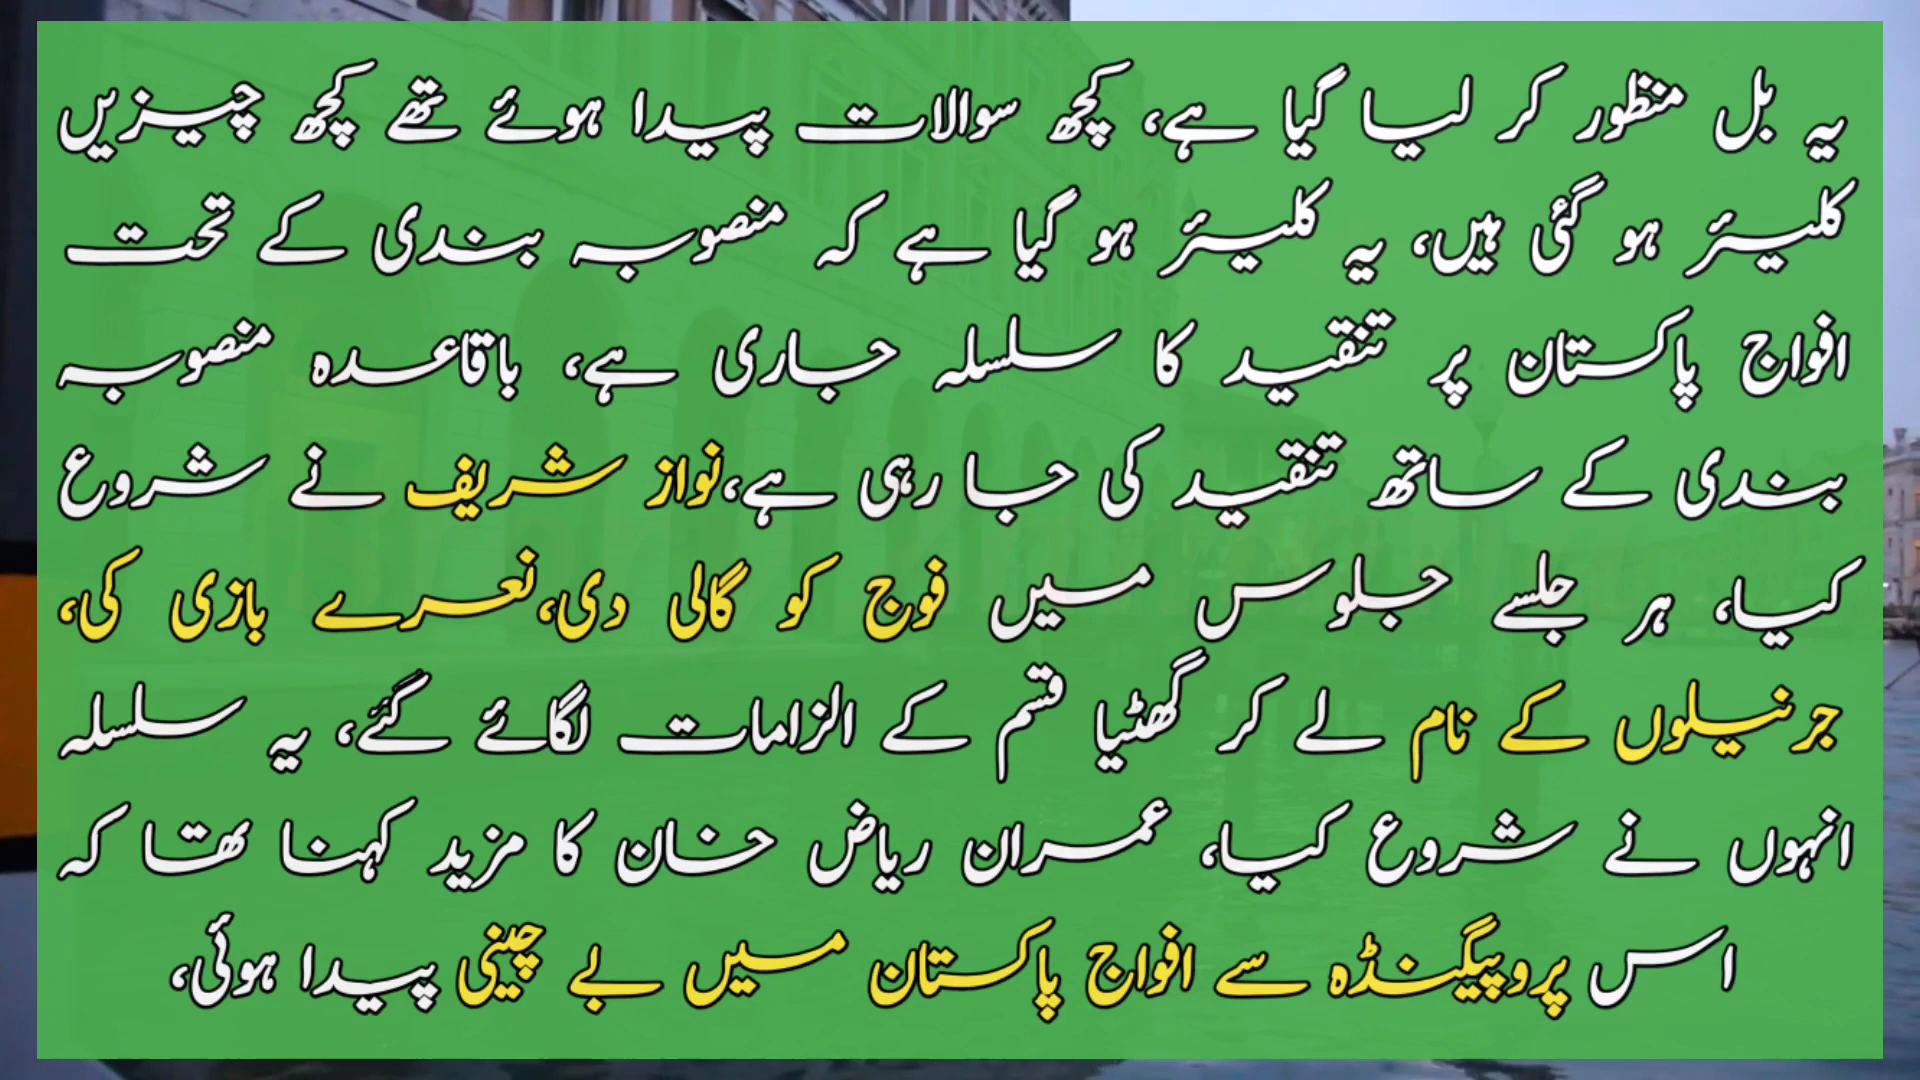 یہ بل منظور کر لیا گیا ہے، کچھ سوالات پیدا ہوئے تھے کچھ چیزیں
کلیئر ہو گئی ہیں، یہ کلیئر ہو گیا ہے کہ منصوبہ بندی کے تحت
افواج پاکستان پر تنقید کا سلسلہ جاری ہے، باقاعدہ منصوبہ
بندی کے ساتھ تنقید کی جا رہی ہے،نواز شریف نے شروع
کیا، ہر جلسے جلوس میں فوج کو گالی دی،نعرے بازی کی،
جرنیلوں کے نام لے کر گھٹیا قسم کے الزامات لگائے گئے، یہ سلسلہ
انہوں نے شروع کیا، عمران ریاض خان کا مزید کہنا تھا کہ
اس پروپیگنڈہ سے افواج پاکستان میں بے چینی پیدا ہوئی،